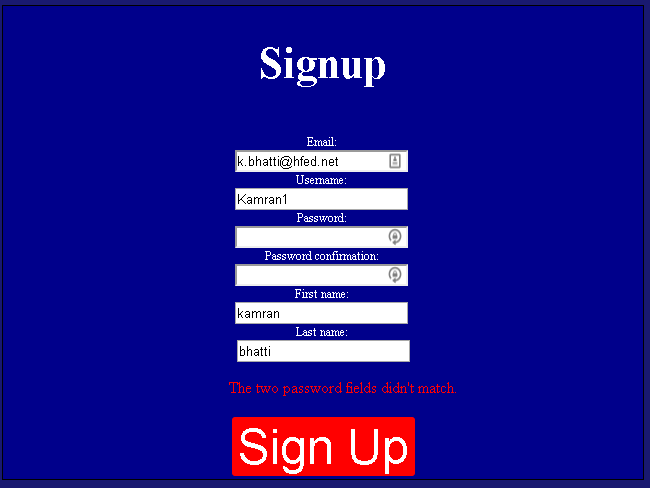 Signup
Email:
k.bhatti@hfed.net
Username:
Kamran1
Password:
Password confirmation:
First name:
kamran
Last name:
bhatti
The two password fields didn't match.
Sign Up